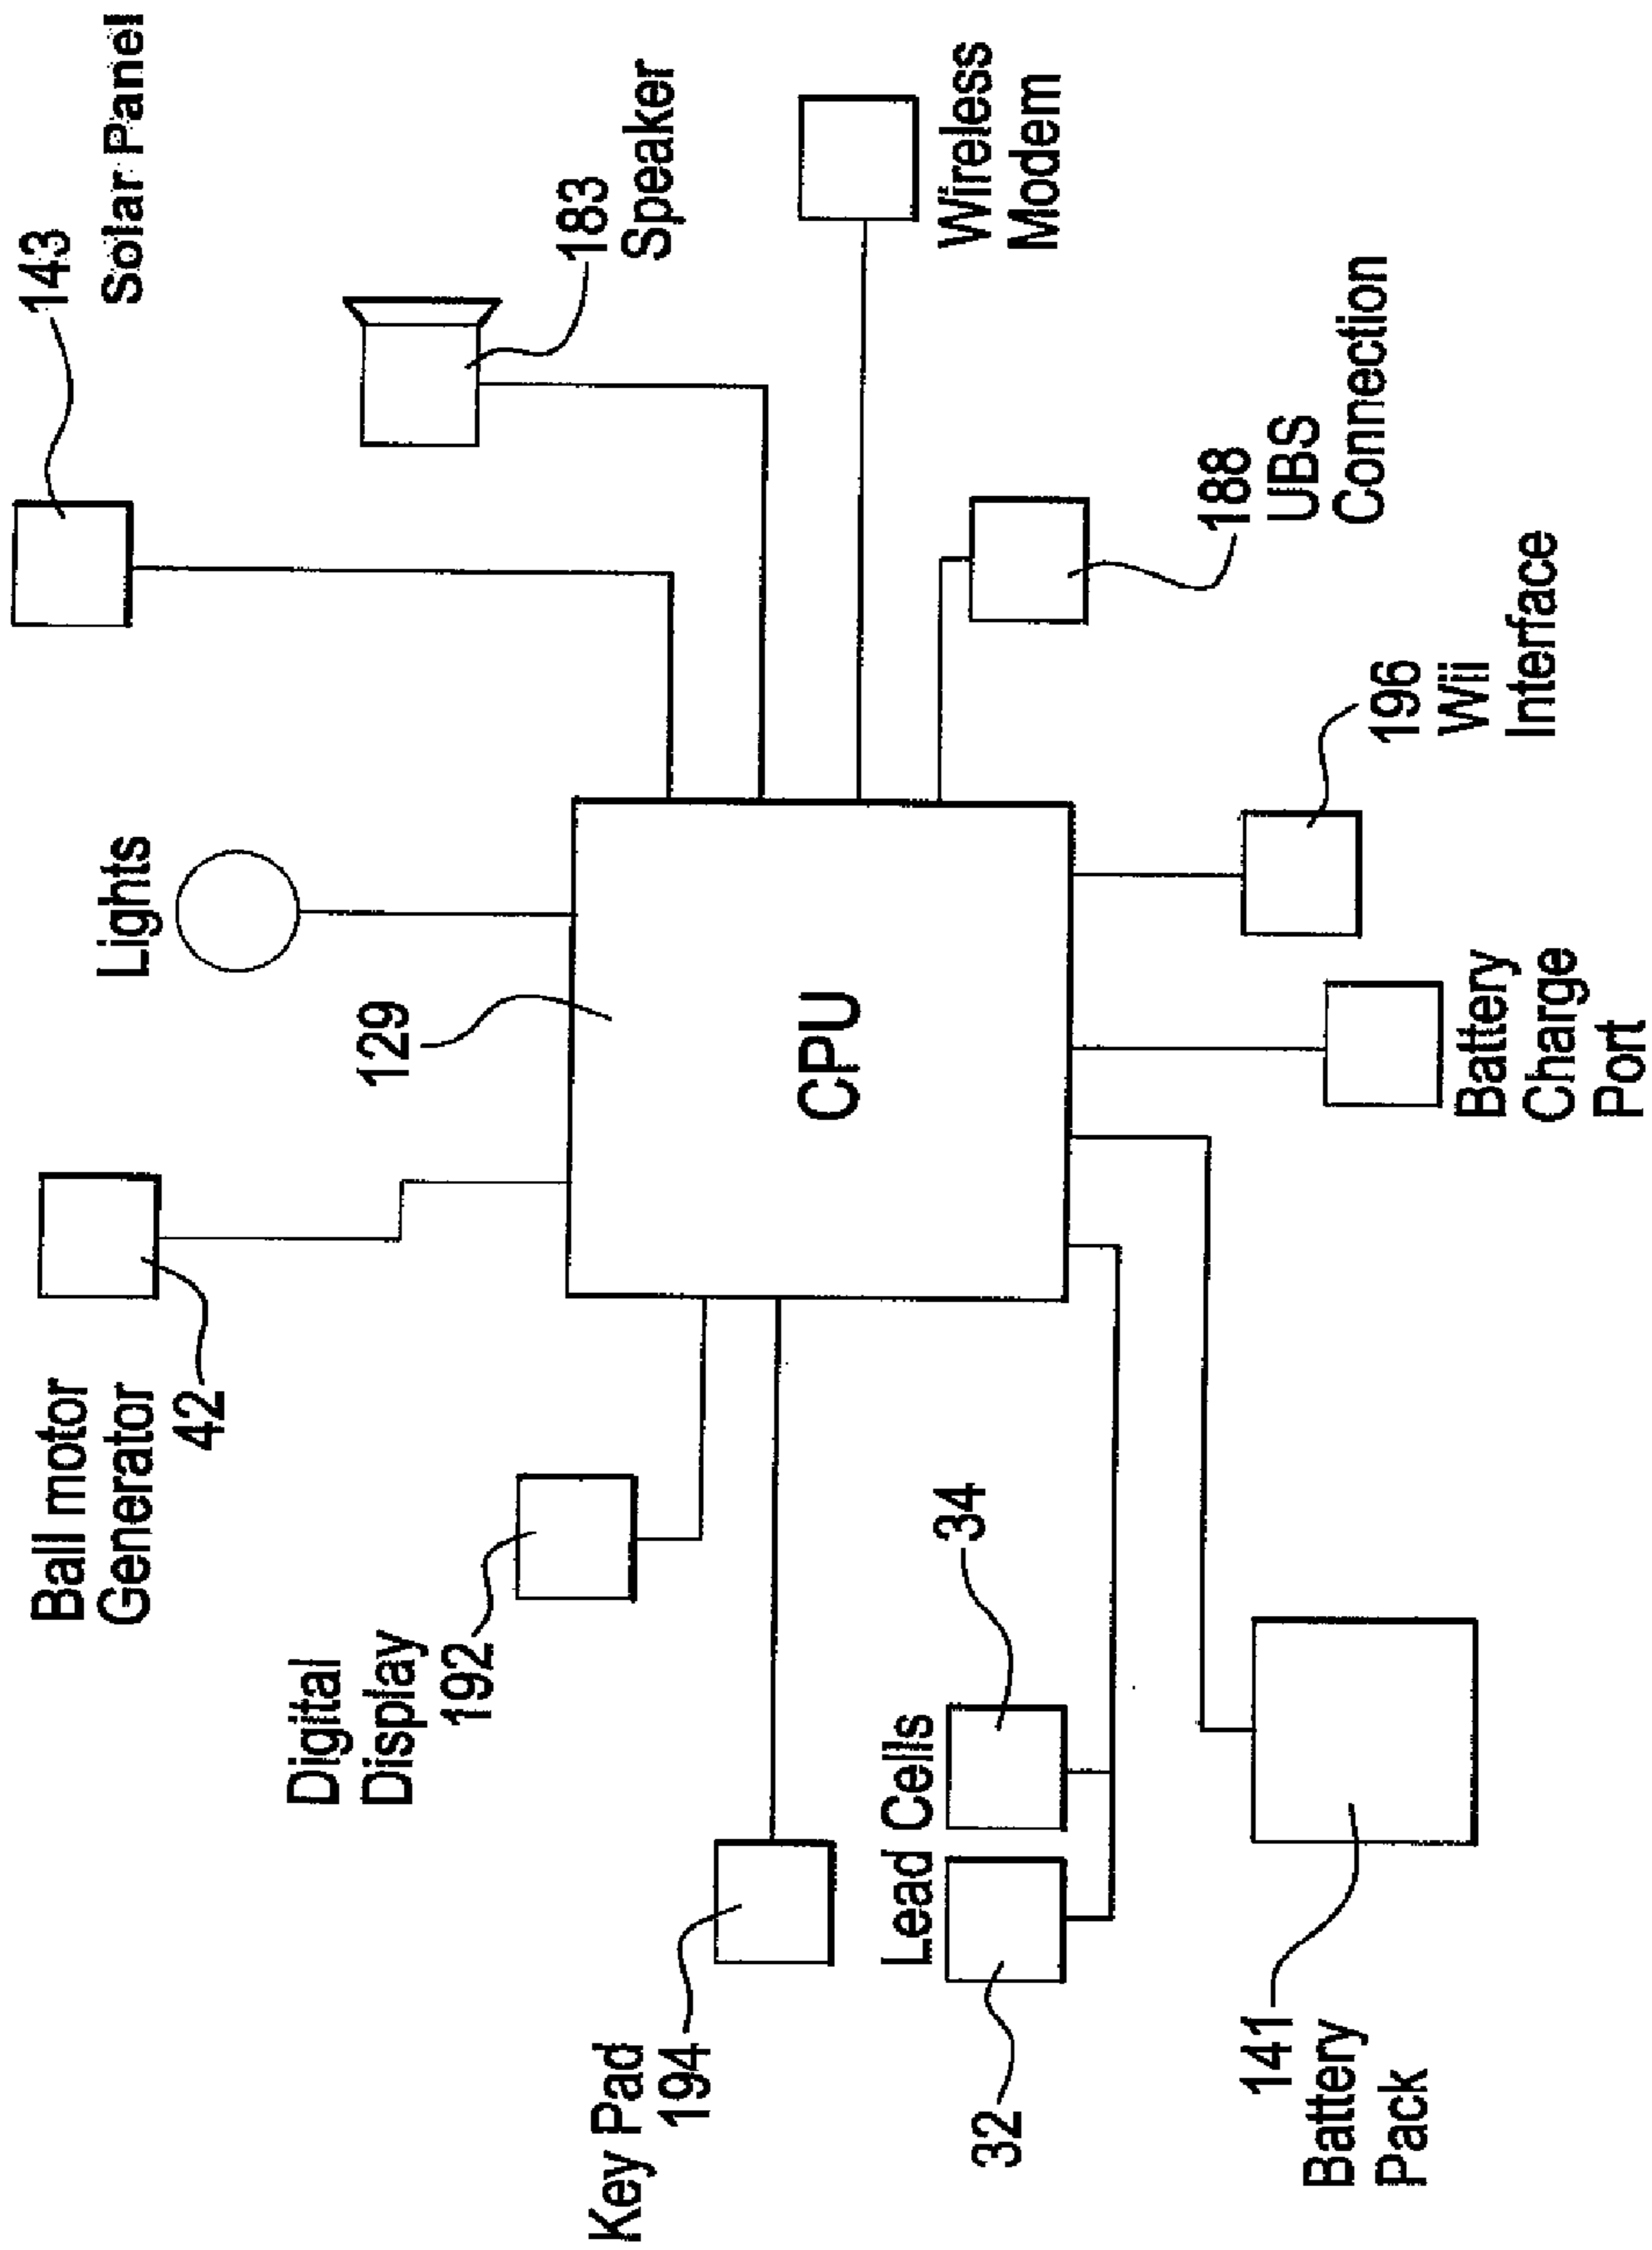 Ball motor
Generator
42
Lights
143
Solar Panel
Digital
Display
192
129
183
Speaker
Key Pad
194
CPU
Wireless
Modem
Lead Cells
34
32
188
UBS
Connection
141
Battery
Pack
Battery
Charge
Port
196
Wii
Interface